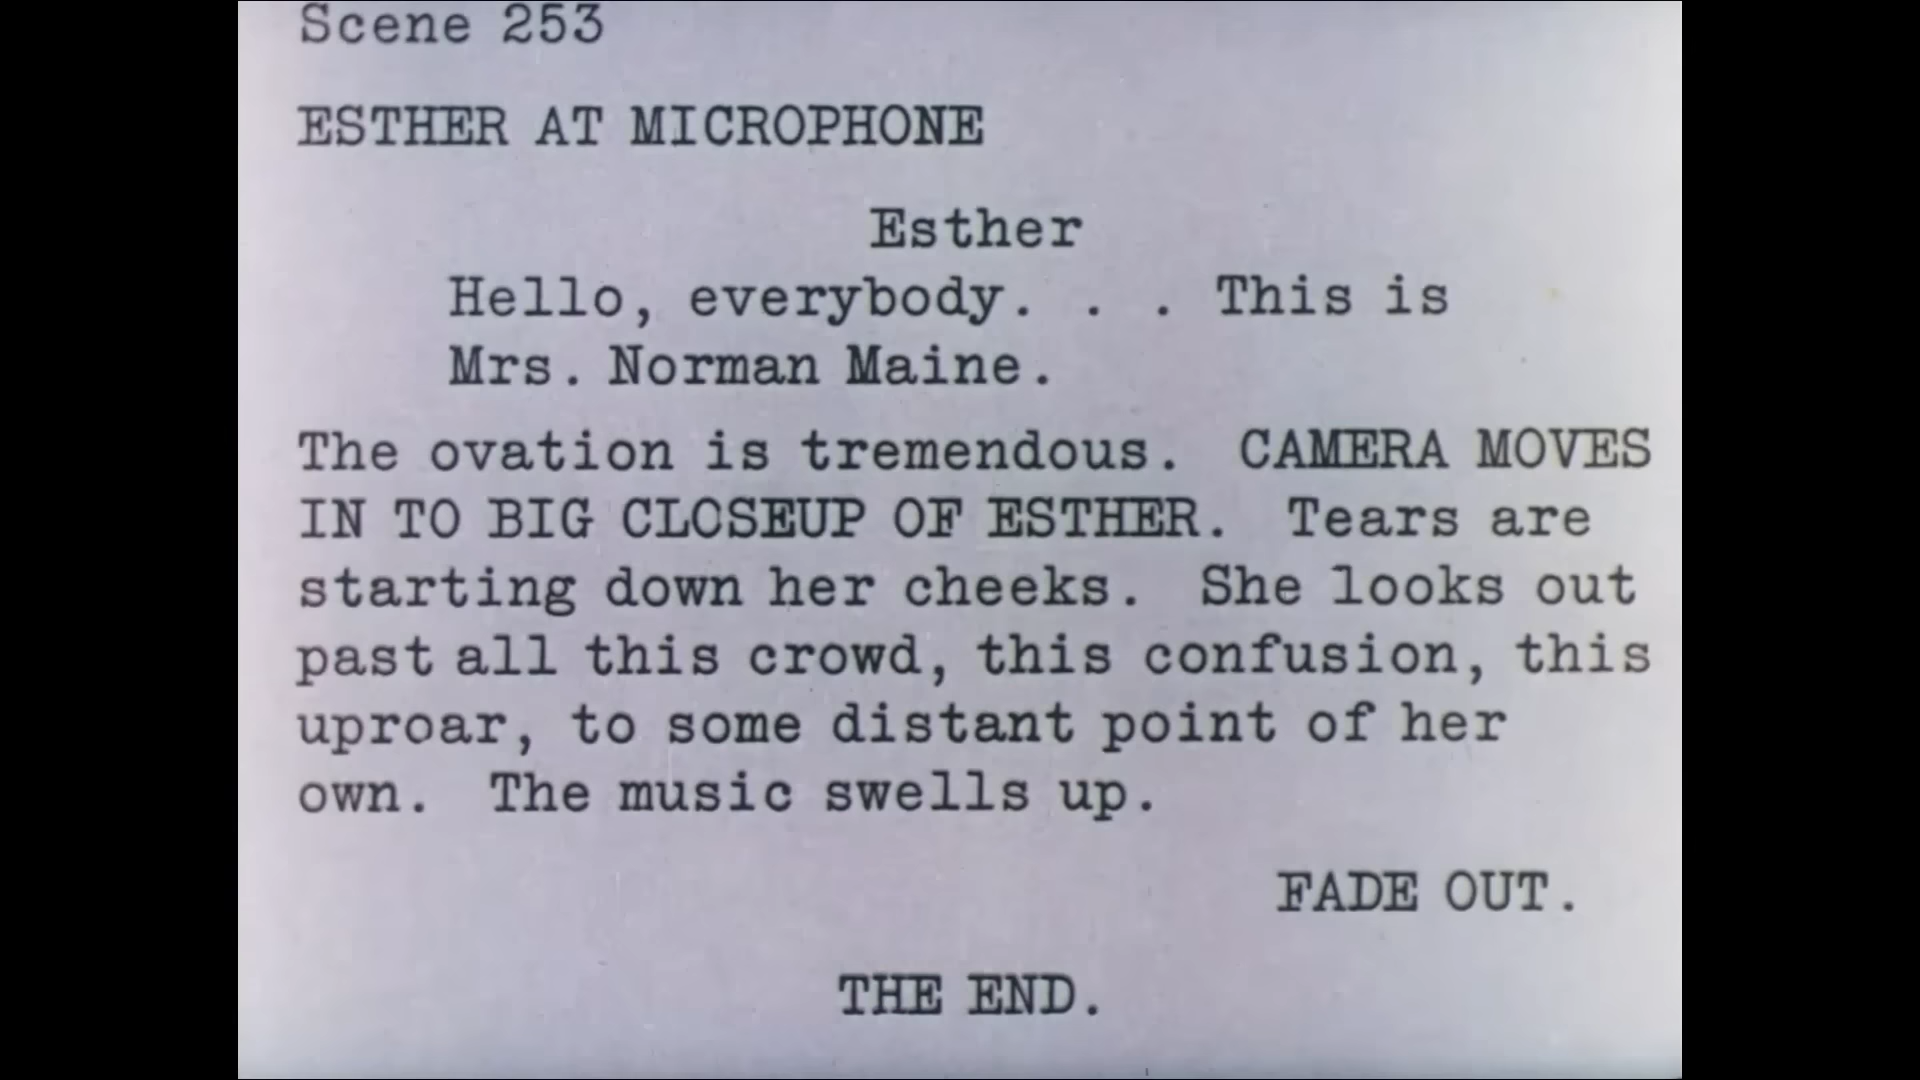 Scene 253
ESTHER AT MICROPHONE
Esther
Hello, everybody. . . This is
Mrs. Norman Maine.
The ovation is tremendous. CAMERA MOVES
IN TO BIG CLOSEUP OF ESTHER. Tears are
starting down her cheeks. She looks out
past all this crowd, this confusion, this
uproar, to some distant point of her
own. The music swells up.
FADE OUT.
THE END.